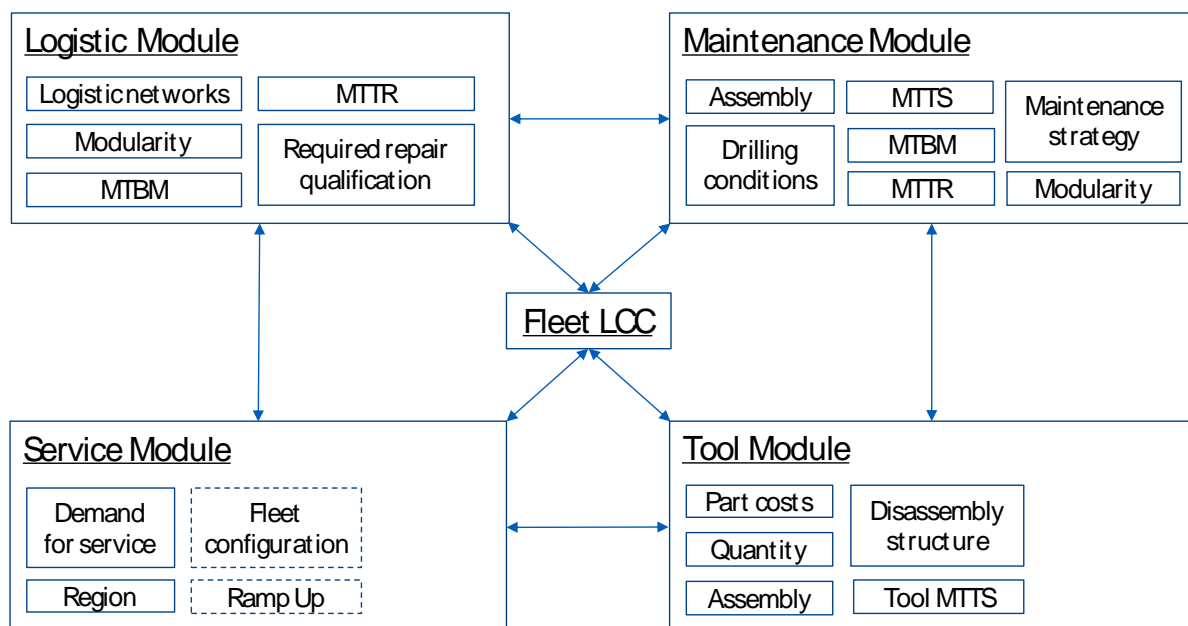 Logistic Module
Logistic networks
MTTR
Modularity
Required repair
qualification
MTBM
Maintenance Module
Assembly
MTTS
Maintenance
strategy
Drilling
conditions
MTBM
MTTR
Modularity
Fleet LCC
Service Module
Demand
for service
Fleet
configuration
Region
Ramp Up
Tool Module
Part costs
Disassembly
structure
Quantity
Assembly
Tool MTTS